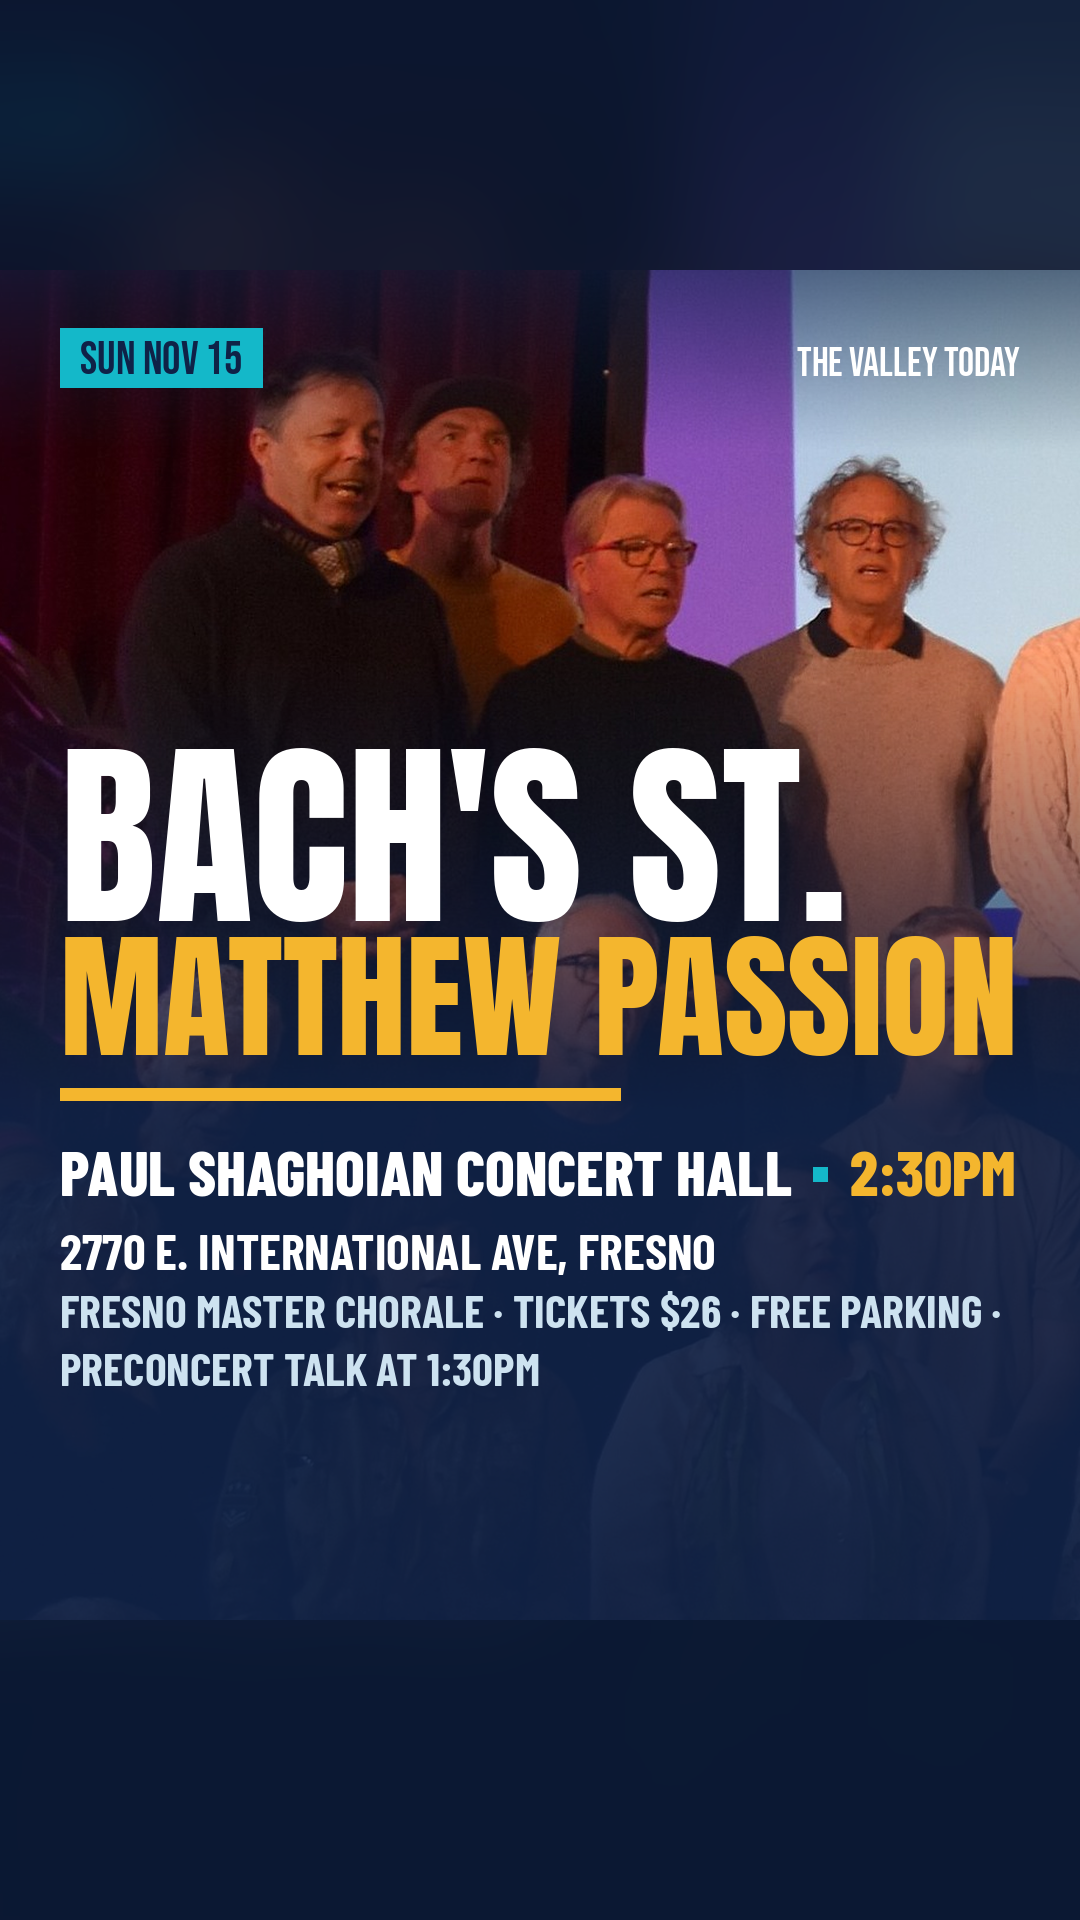 SUN NOV 15
THE VALLEY TODAY
BACH'S ST.
MATTHEW PASSION
PAUL SHAGHOIAN CONCERT HALL ▪ 2:30PM
2770 E. INTERNATIONAL AVE, FRESNO
FRESNO MASTER CHORALE · TICKETS $26 · FREE PARKING ·
PRECONCERT TALK AT 1:30PM